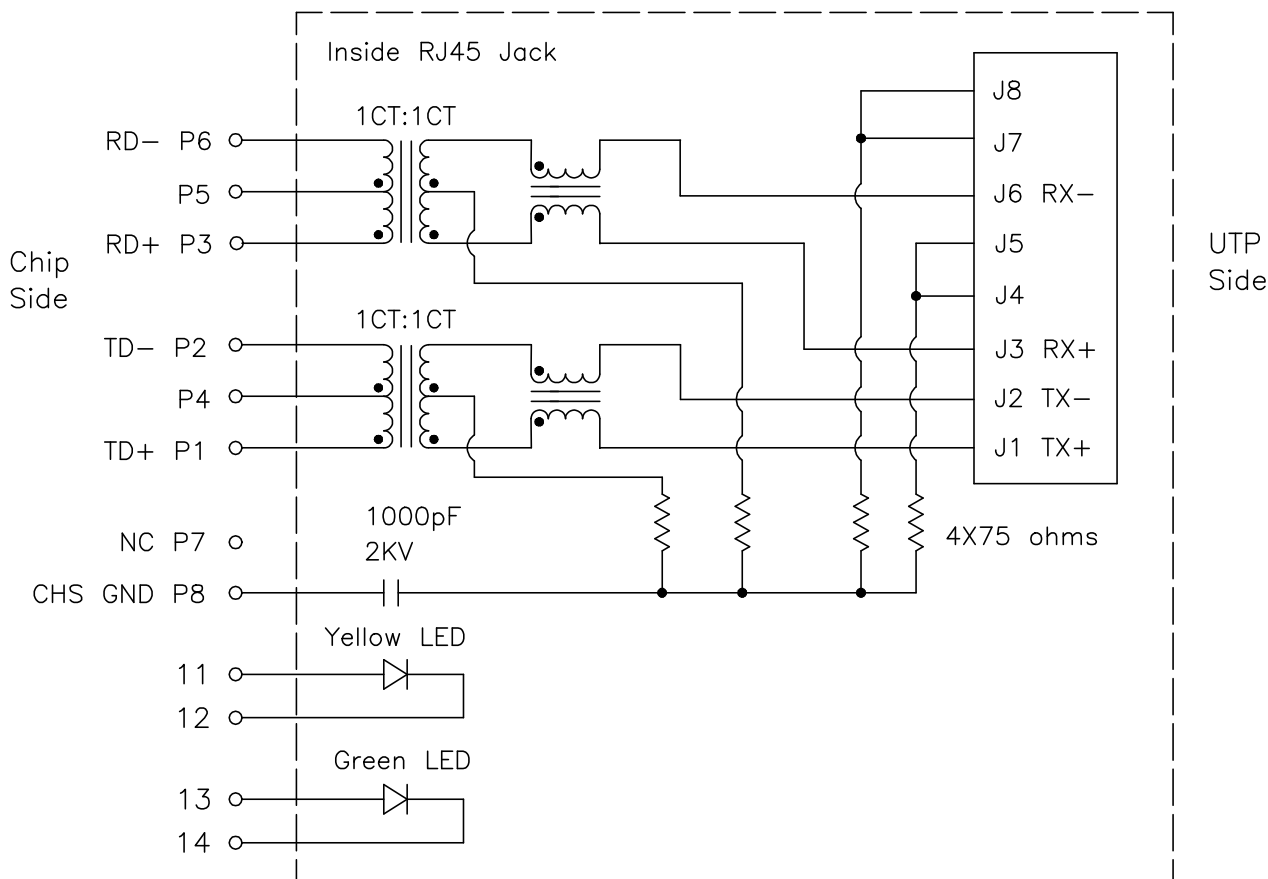 Inside RJ45 Jack
1CT:1CT
RD- P6
P5
RD+ P3
Chip
Side
1CT:1CT
TD- P2
P4
TD+ P1
1000pF
2KV
NC P7
CHS GND P8
Yellow LED
11
12
Green LED
13
14
J8
J7
J6 RX-
J5
J4
J3 RX+
J2 TX-
J1 TX+
4X75 ohms
UTP
Side